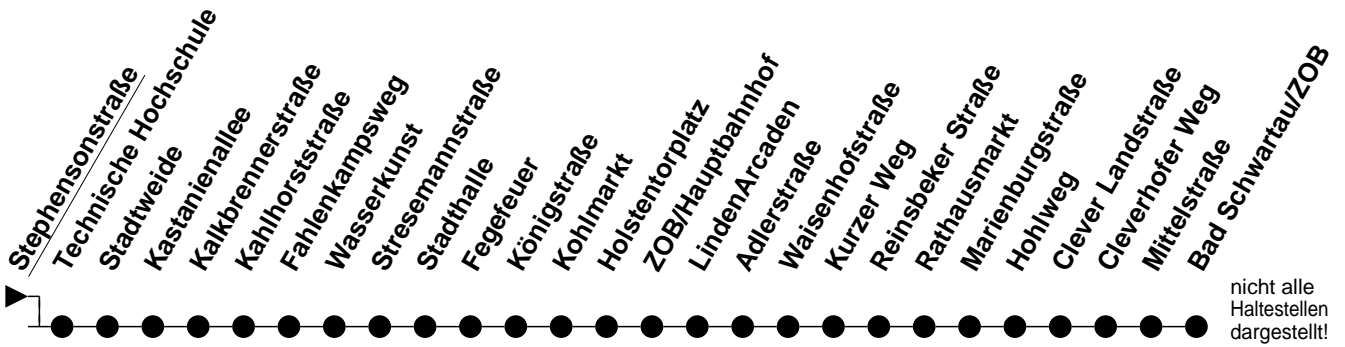 Stephensonstraße
Technische Hochschule
Stadtweide
Kastanienallee
Kalkbrennerstraße
Kahlhorststraße
Fahlenkampsweg
Wasserkunst
Stresemannstraße
Stadthalle
Fegefeuer
Königstraße
Kohlmarkt
Holstentorplatz
ZOB/Hauptbahnhof
LindenArcaden
Adlerstraße
Waisenhofstraße
Kurzer Weg
Reinsbeker Straße
Rathausmarkt
Marienburgstraße
Hohlweg
Clever Landstraße
Cleverhofer Weg
Mittelstraße
Bad Schwartau/ZOB
nicht alle
Haltestellen
dargestellt!